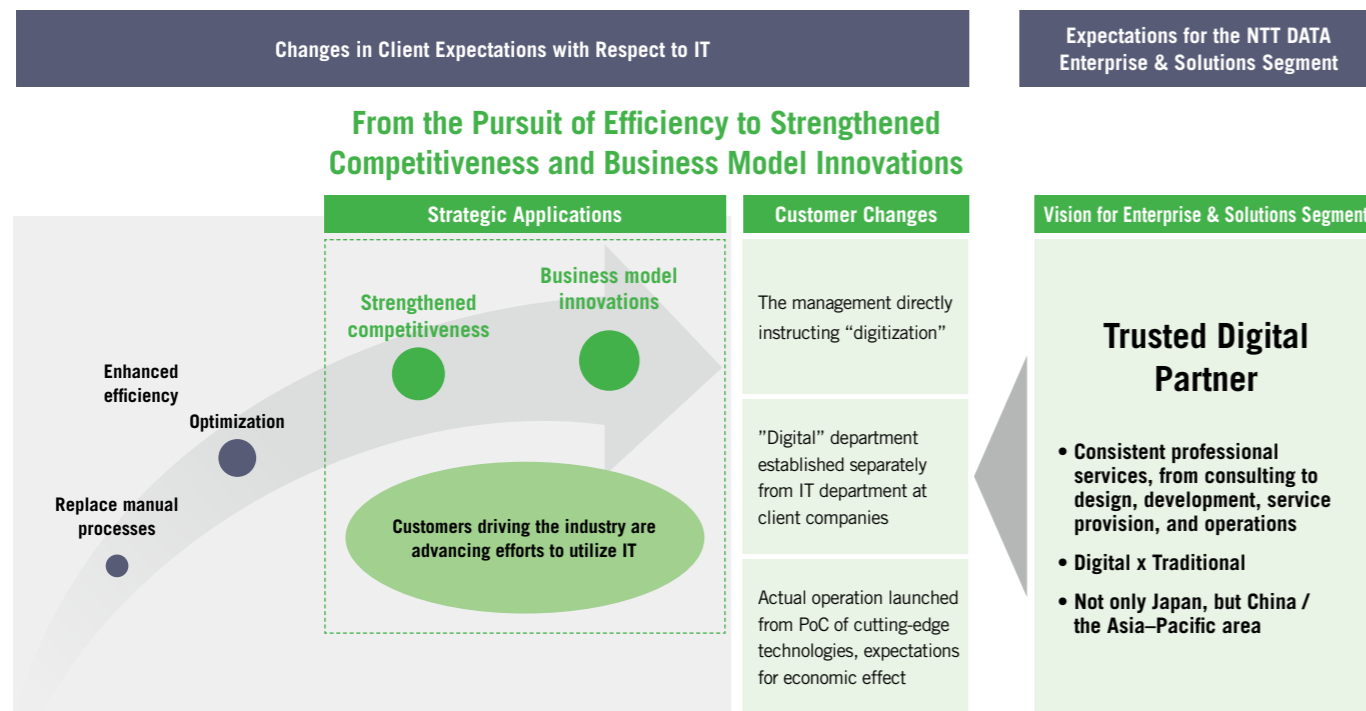 Changes in Client Expectations with Respect to IT
Expectations for the NTT DATA
Enterprise & Solutions Segment
From the Pursuit of Efficiency to Strengthened
Competitiveness and Business Model Innovations
Strategic Applications
Customer Changes
Vision for Enterprise & Solutions Segment
Business model
innovations
Strengthened
competitiveness
Enhanced
efficiency
Optimization
Replace manual
processes
Customers driving the industry are
advancing efforts to utilize IT
The management directly
instructing “digitization”
”Digital” department
established separately
from IT department at
client companies
Actual operation launched
from PoC of cutting-edge
technologies, expectations
for economic effect
Trusted Digital
Partner
• Consistent professional
services, from consulting to
design, development, service
provision, and operations
• Digital x Traditional
• Not only Japan, but China /
the Asia–Pacific area